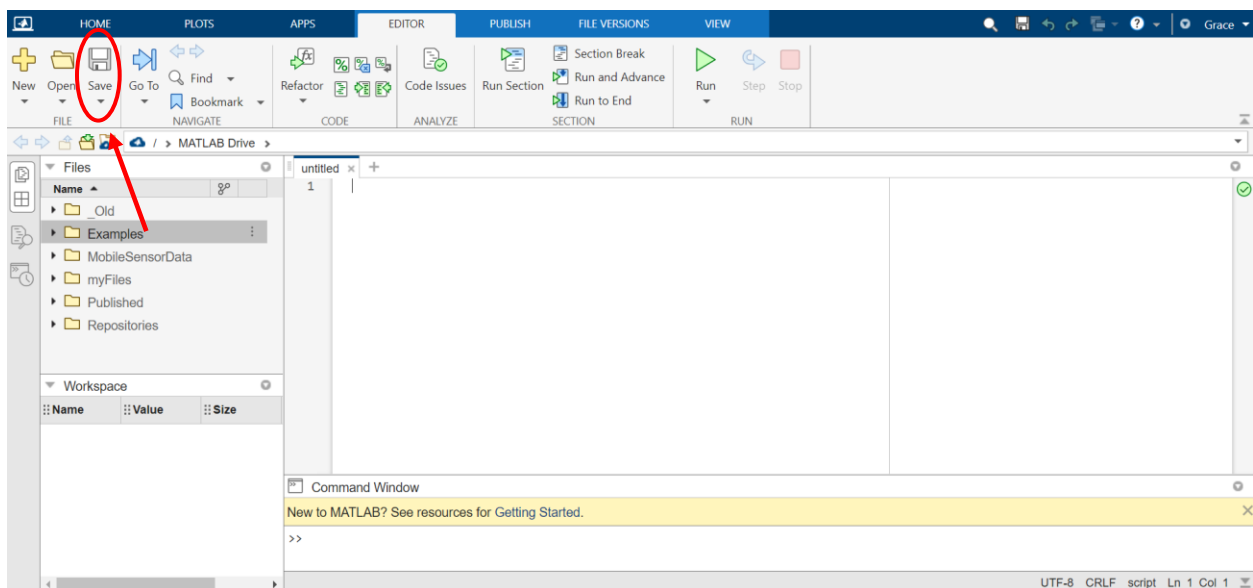 HOME PLOTS APPS EDITOR PUBLISH FILE VERSIONS VIEW Grace
New Open Save Go To Find Bookmark Refactor Code Issues Run Section Section Break Run and Advance Run to End Run Step Stop
FILE NAVIGATE CODE ANALYZE SECTION RUN
/ > MATLAB Drive >
Files
Name
_Old
Examples
MobileSensorData
myFiles
Published
Repositories
Workspace
Name Value Size
untitled × +
1
Command Window
New to MATLAB? See resources for Getting Started.
>>
UTF-8 CRLF script Ln 1 Col 1